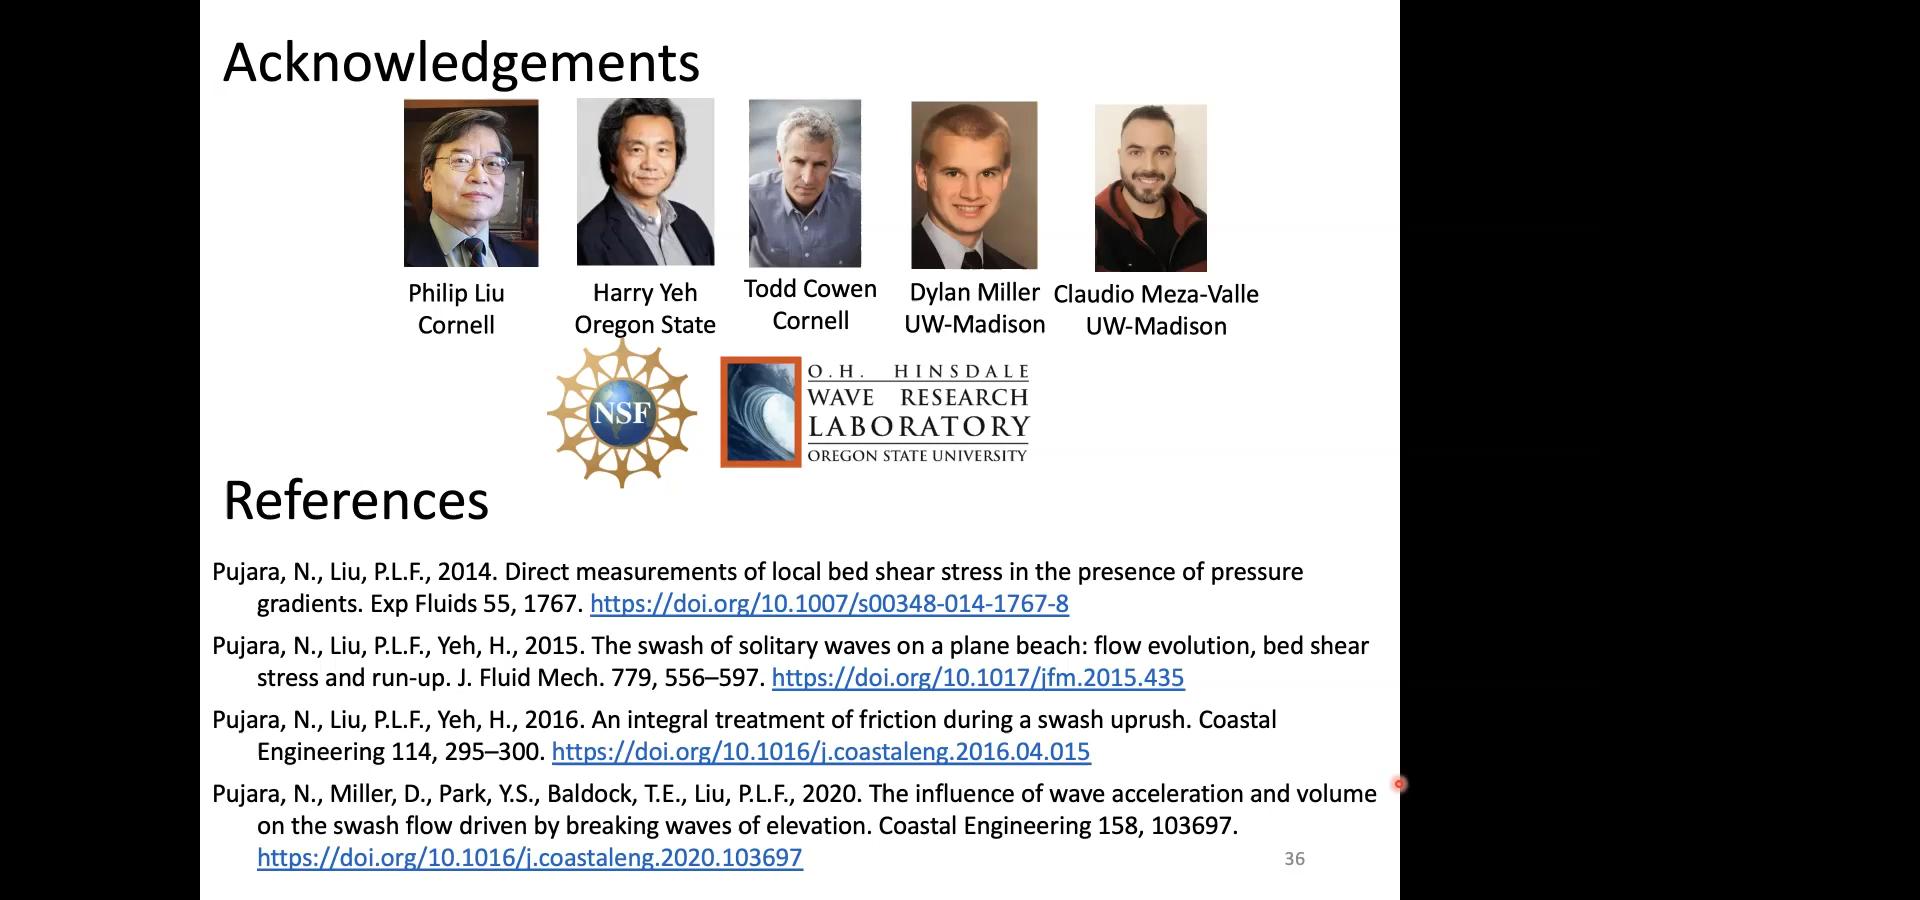 Acknowledgements
Philip Liu
Cornell
Harry Yeh
Oregon State
Todd Cowen
Cornell
Dylan Miller
UW-Madison
Claudio Meza-Valle
UW-Madison
NSF
O.H. HINSDALE
WAVE RESEARCH
LABORATORY
OREGON STATE UNIVERSITY
References
Pujara, N., Liu, P.L.F., 2014. Direct measurements of local bed shear stress in the presence of pressure
gradients. Exp Fluids 55, 1767. https://doi.org/10.1007/s00348-014-1767-8
Pujara, N., Liu, P.L.F., Yeh, H., 2015. The swash of solitary waves on a plane beach: flow evolution, bed shear
stress and run-up. J. Fluid Mech. 779, 556–597. https://doi.org/10.1017/jfm.2015.435
Pujara, N., Liu, P.L.F., Yeh, H., 2016. An integral treatment of friction during a swash uprush. Coastal
Engineering 114, 295–300. https://doi.org/10.1016/j.coastaleng.2016.04.015
Pujara, N., Miller, D., Park, Y.S., Baldock, T.E., Liu, P.L.F., 2020. The influence of wave acceleration and volume
on the swash flow driven by breaking waves of elevation. Coastal Engineering 158, 103697.
https://doi.org/10.1016/j.coastaleng.2020.103697
36